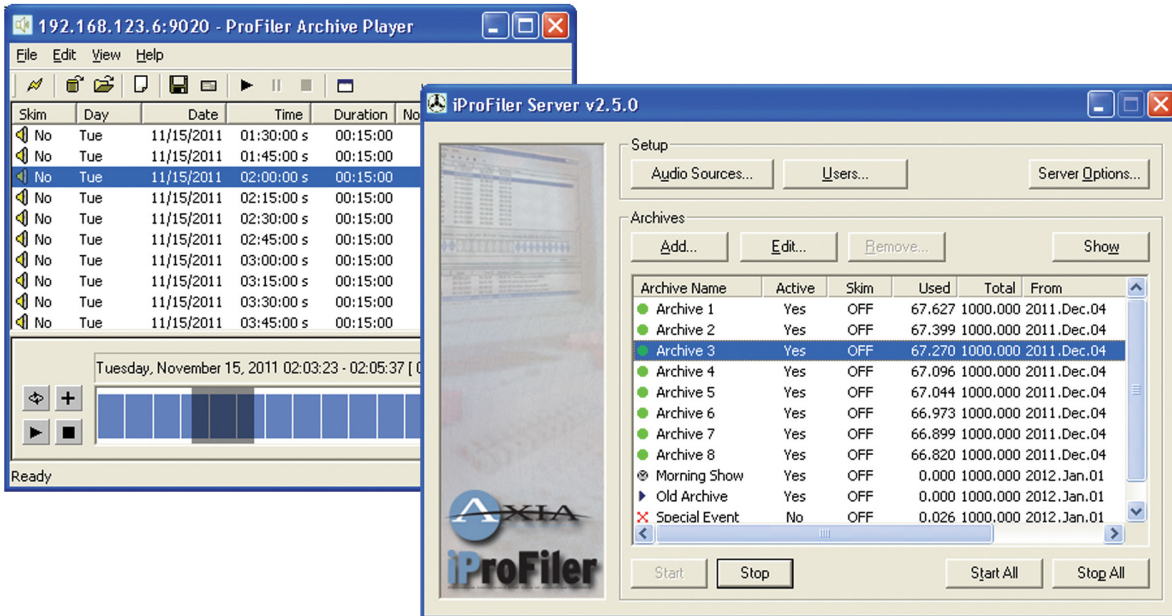 192.168.123.6:9020 - ProFiler Archive Player
File Edit View Help
Skim Day Date Time Duration No
No Tue 11/15/2011 01:30:00 s 00:15:00
No Tue 11/15/2011 01:45:00 s 00:15:00
No Tue 11/15/2011 02:00:00 s 00:15:00
No Tue 11/15/2011 02:15:00 s 00:15:00
No Tue 11/15/2011 02:30:00 s 00:15:00
No Tue 11/15/2011 02:45:00 s 00:15:00
No Tue 11/15/2011 03:00:00 s 00:15:00
No Tue 11/15/2011 03:15:00 s 00:15:00
No Tue 11/15/2011 03:30:00 s 00:15:00
No Tue 11/15/2011 03:45:00 s 00:15:00
Tuesday, November 15, 2011 02:03:23 - 02:05:37 [
Ready
iProFiler Server v2.5.0
Setup
Audio Sources... Users... Server Options...
Archives
Add... Edit... Remove... Show
Archive Name Active Skim Used Total From
Archive 1 Yes OFF 67.627 1000.000 2011.Dec.04
Archive 2 Yes OFF 67.399 1000.000 2011.Dec.04
Archive 3 Yes OFF 67.270 1000.000 2011.Dec.04
Archive 4 Yes OFF 67.096 1000.000 2011.Dec.04
Archive 5 Yes OFF 67.044 1000.000 2011.Dec.04
Archive 6 Yes OFF 66.973 1000.000 2011.Dec.04
Archive 7 Yes OFF 66.899 1000.000 2011.Dec.04
Archive 8 Yes OFF 66.820 1000.000 2011.Dec.04
Morning Show Yes OFF 0.000 1000.000 2012.Jan.01
Old Archive Yes OFF 0.000 1000.000 2012.Jan.01
Special Event No OFF 0.026 1000.000 2012.Jan.01
AXIA
iProFiler
Start Stop Start All Stop All